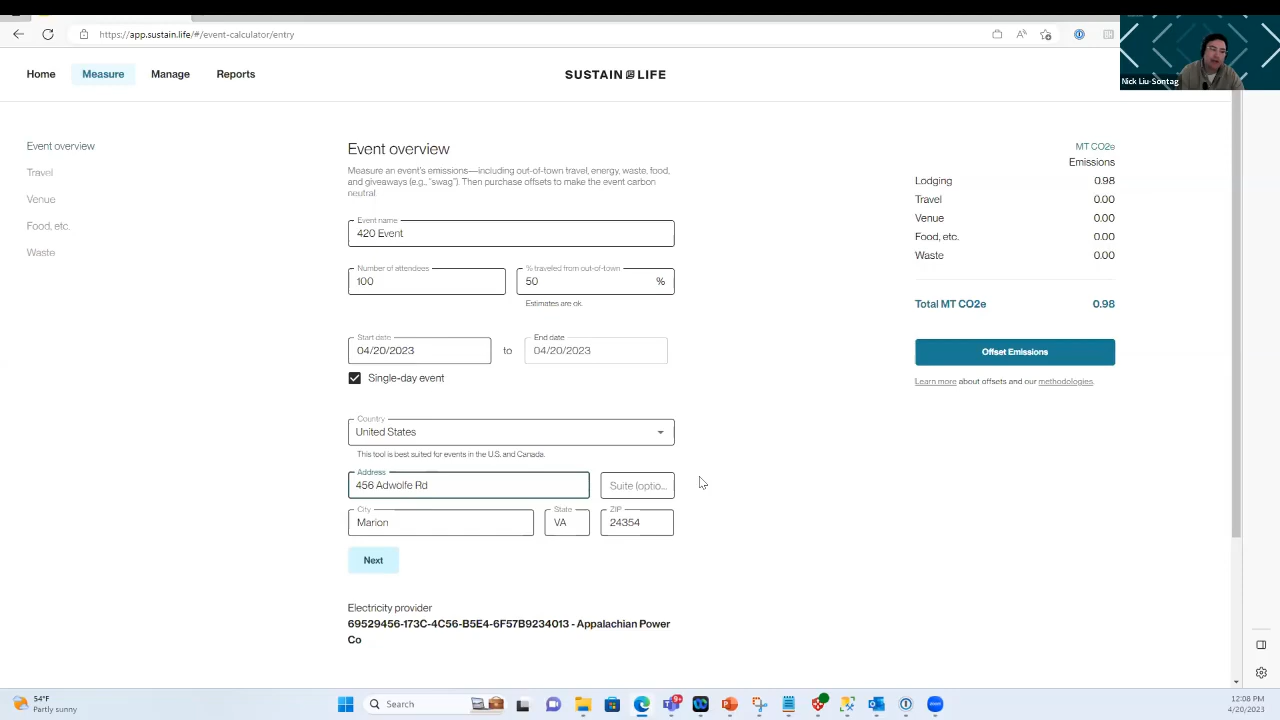 https://app.sustain.life/#/event-calculator/entry
Nick Liu-Sontag
Home
Measure
Manage
Reports
SUSTAIN LIFE
Event overview
Travel
Venue
Food, etc.
Waste
Event overview
Measure an event's emissions—including out-of-town travel, energy, waste, food,
and giveaways (e.g., "swag"). Then purchase offsets to make the event carbon
neutral.
Event name
420 Event
Number of attendees
100
% traveled from out-of-town
50 %
Estimates are ok.
Start date
04/20/2023
to
End date
04/20/2023
Single-day event
Country
United States
This tool is best suited for events in the U.S. and Canada.
Address
456 Adwolfe Rd
Suite (optio...
City
Marion
State
VA
ZIP
24354
Next
Electricity provider
69529456-173C-4C56-B5E4-6F57B9234013 - Appalachian Power
Co
MT CO2e
Emissions
Lodging 0.98
Travel 0.00
Venue 0.00
Food, etc. 0.00
Waste 0.00
Total MT CO2e 0.98
Offset Emissions
Learn more about offsets and our methodologies.
54°F
Partly sunny
Search
9+
12:08 PM
4/20/2023